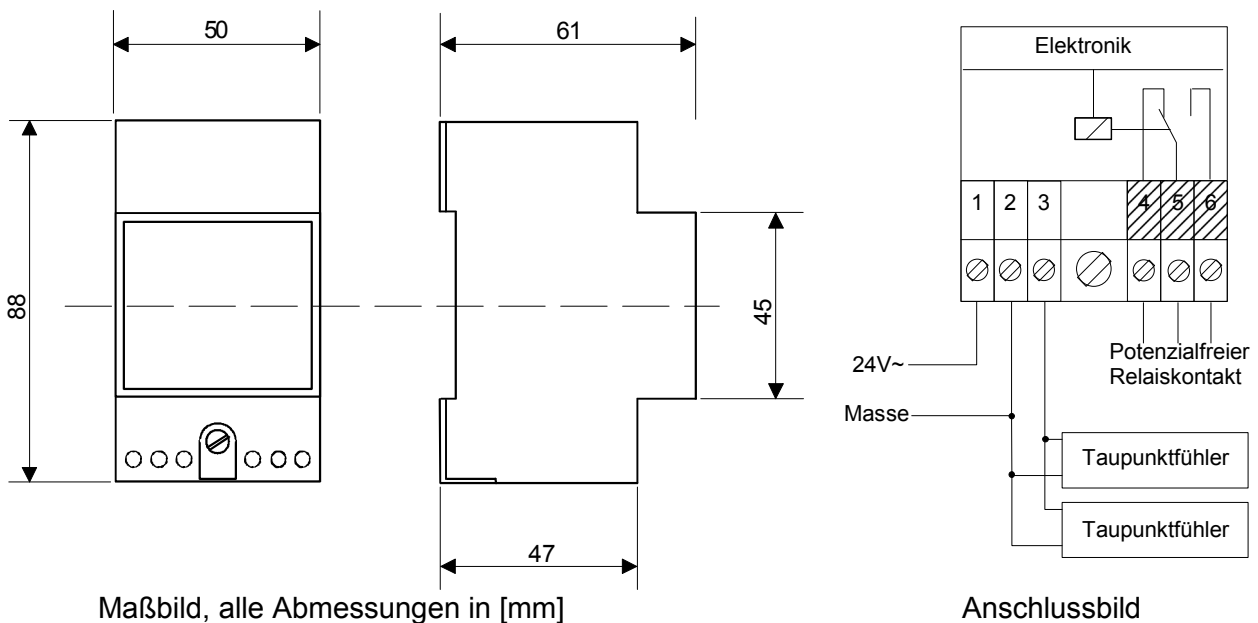 50
61
88
45
47
Maßbild, alle Abmessungen in [mm]
Elektronik
1 2 3 4 5 6
24V~
Potenzialfreier
Relaiskontakt
Masse
Taupunktfühler
Taupunktfühler
Anschlussbild